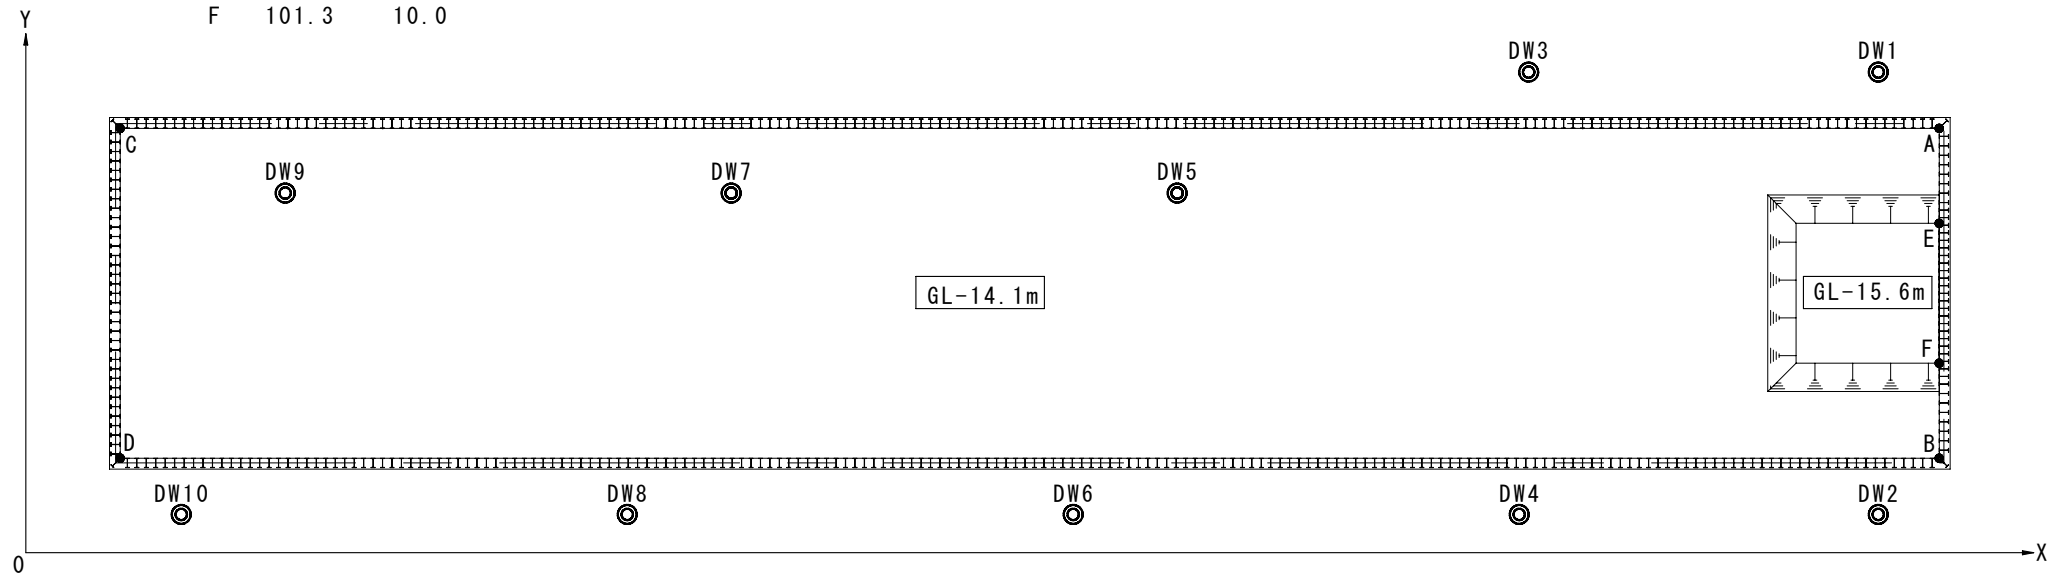 F 101.3 10.0
Y
DW3 DW1
C A
DW9 DW7 DW5
E
GL-14.1m GL-15.6m
F
D B
DW10 DW8 DW6 DW4 DW2
0 X